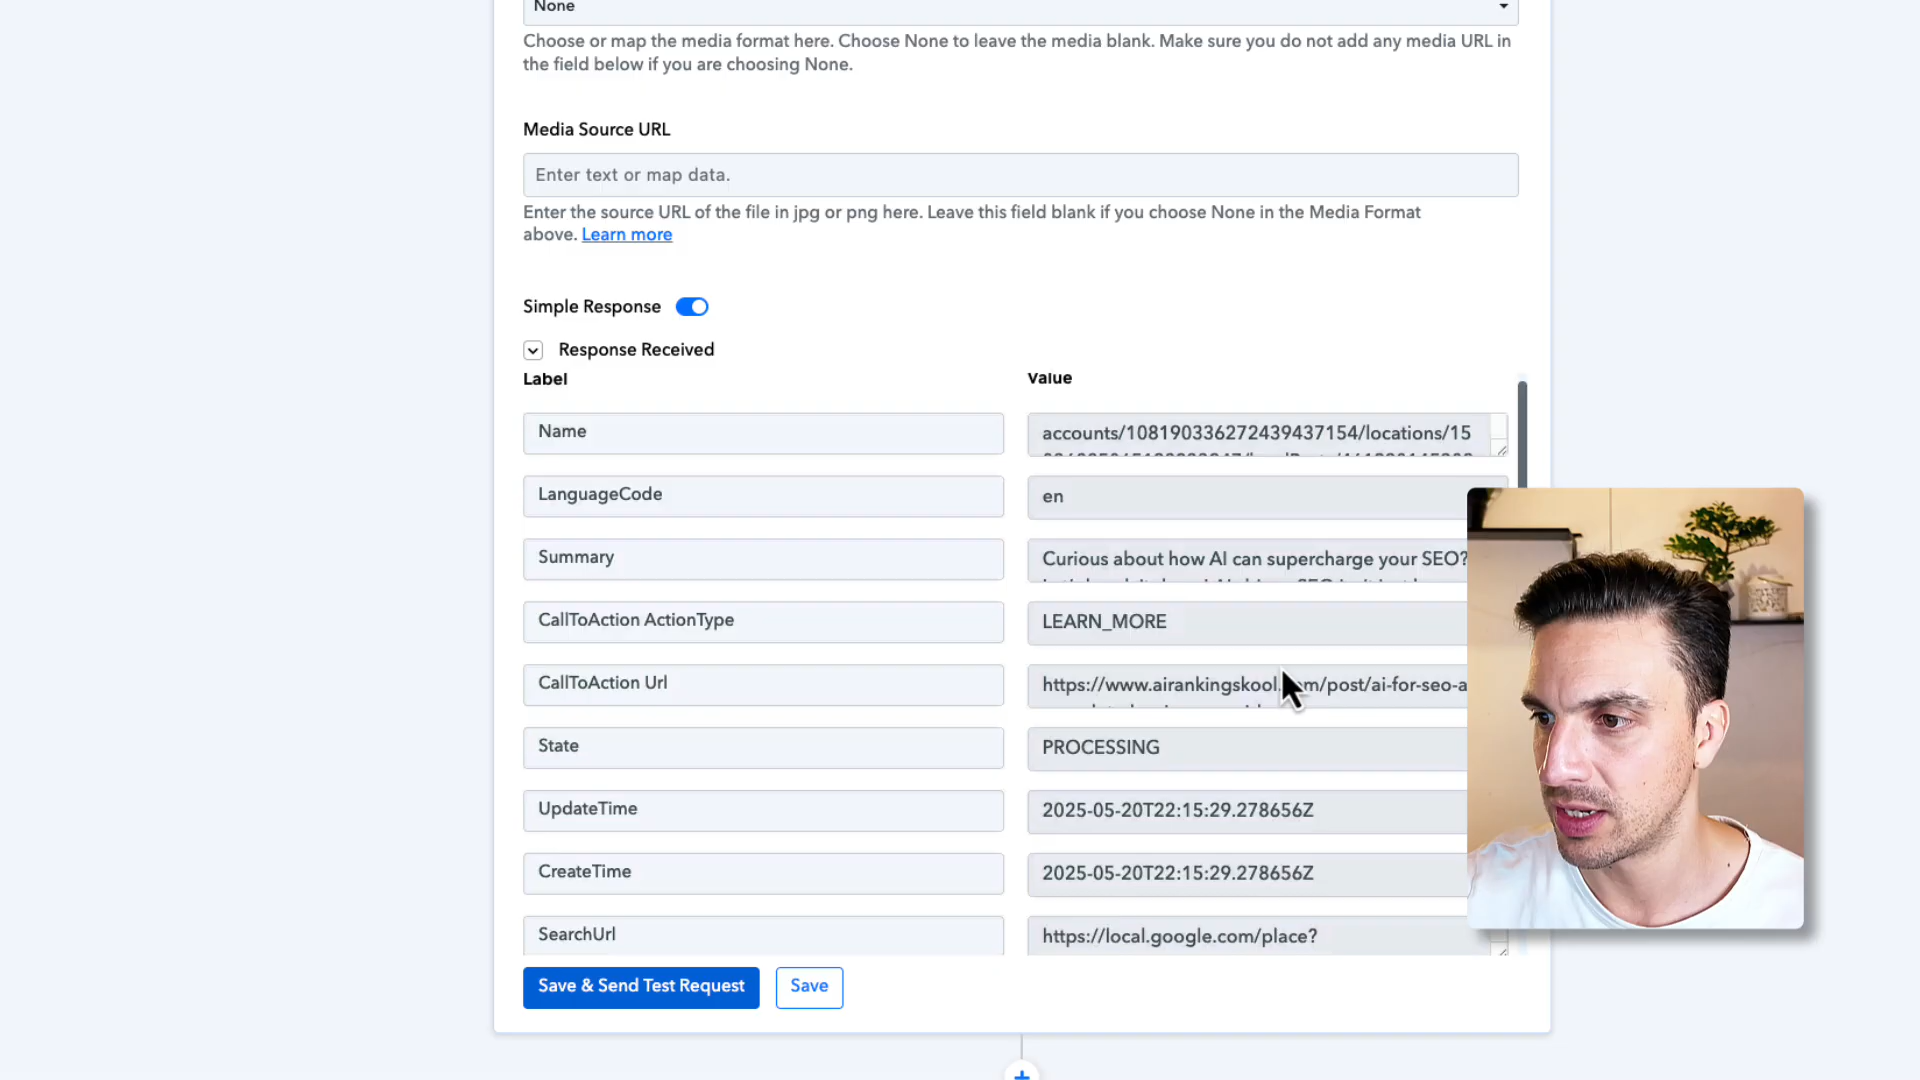 None
Choose or map the media format here. Choose None to leave the media blank. Make sure you do not add any media URL in
the field below if you are choosing None.
Media Source URL
Enter text or map data.
Enter the source URL of the file in jpg or png here. Leave this field blank if you choose None in the Media Format
above. Learn more
Simple Response
Response Received
Label Value
Name accounts/108190336272439437154/locations/15
LanguageCode en
Summary Curious about how AI can supercharge your SEO?
CallToAction ActionType LEARN_MORE
CallToAction Url https://www.airankingskool.com/post/ai-for-seo-a
State PROCESSING
UpdateTime 2025-05-20T22:15:29.278656Z
CreateTime 2025-05-20T22:15:29.278656Z
SearchUrl https://local.google.com/place?
Save & Send Test Request Save